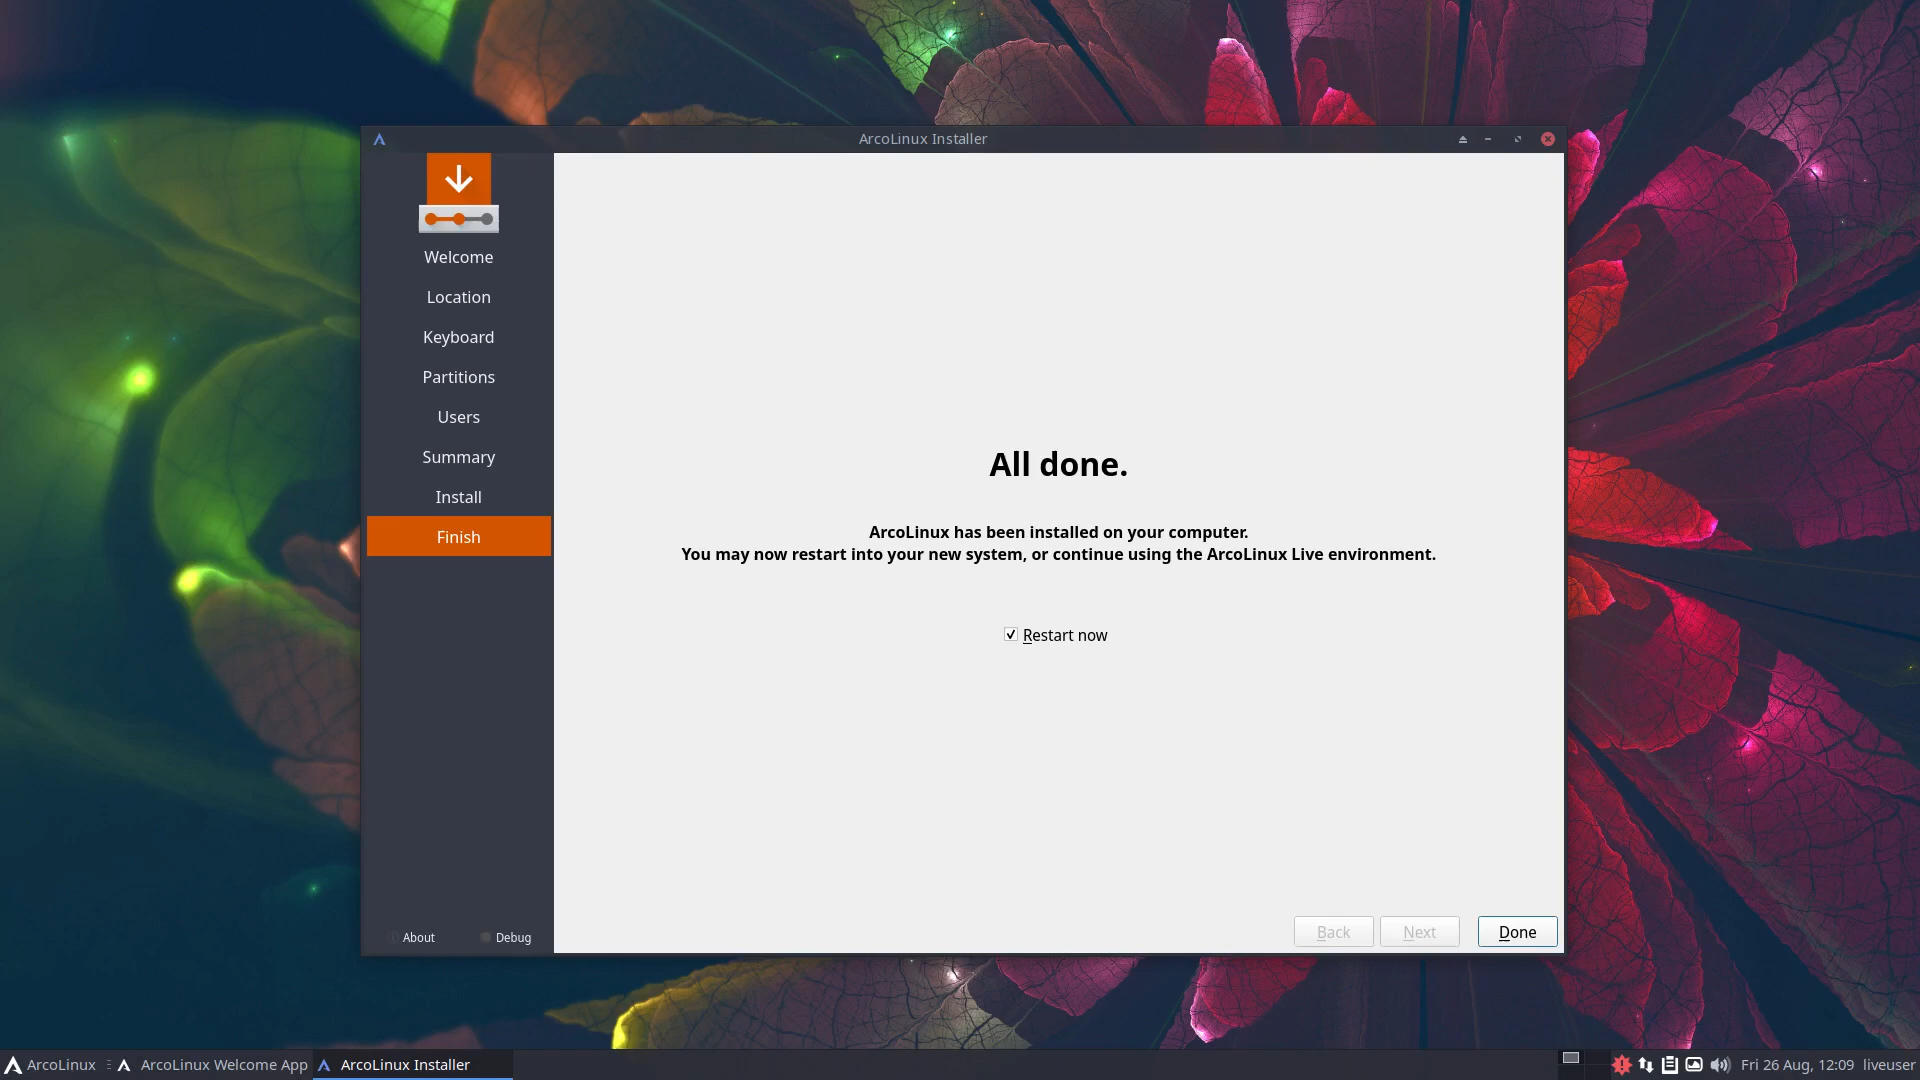 ArcoLinux Installer
Welcome
Location
Keyboard
Partitions
Users
Summary
Install
Finish
All done.
ArcoLinux has been installed on your computer.
You may now restart into your new system, or continue using the ArcoLinux Live environment.
Restart now
About
Debug
Back
Next
Done
ArcoLinux
ArcoLinux Welcome App
ArcoLinux Installer
Fri 26 Aug, 12:09
liveuser